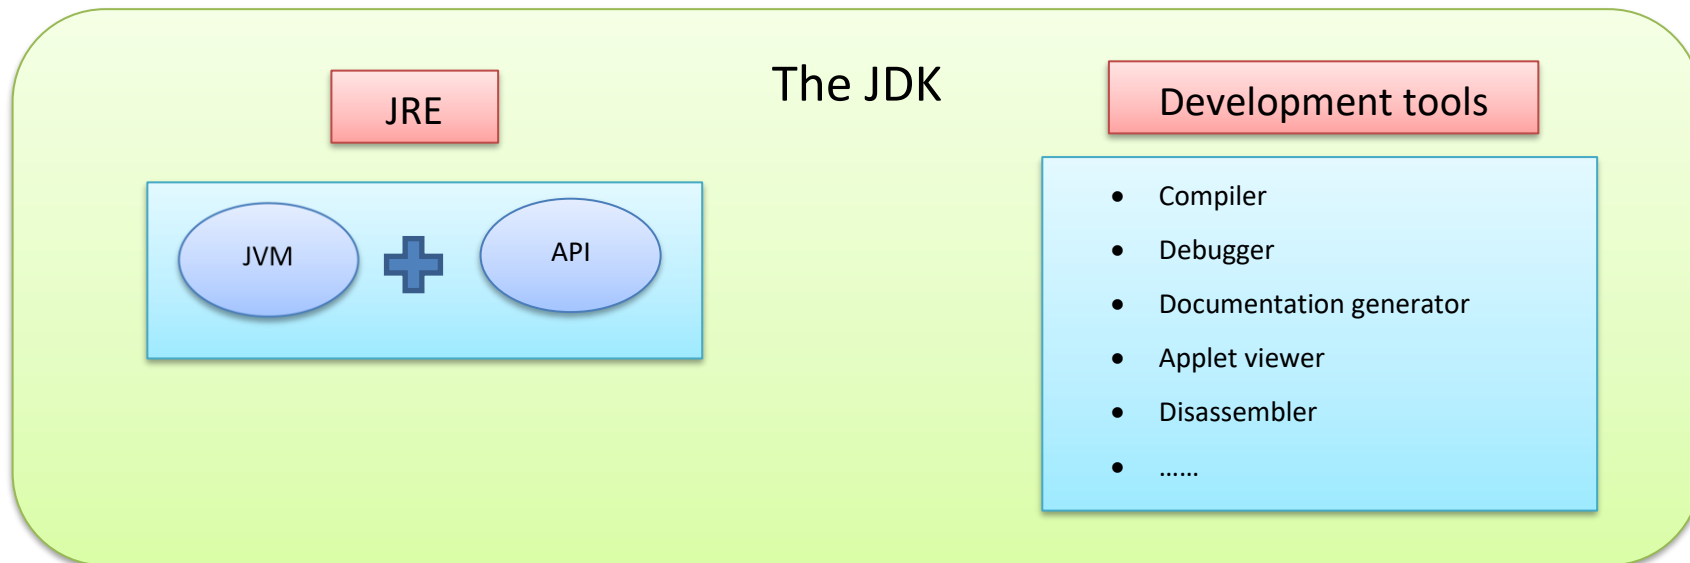 The JDK
JRE
JVM
API
Development tools
• Compiler
• Debugger
• Documentation generator
• Applet viewer
• Disassembler
• ......